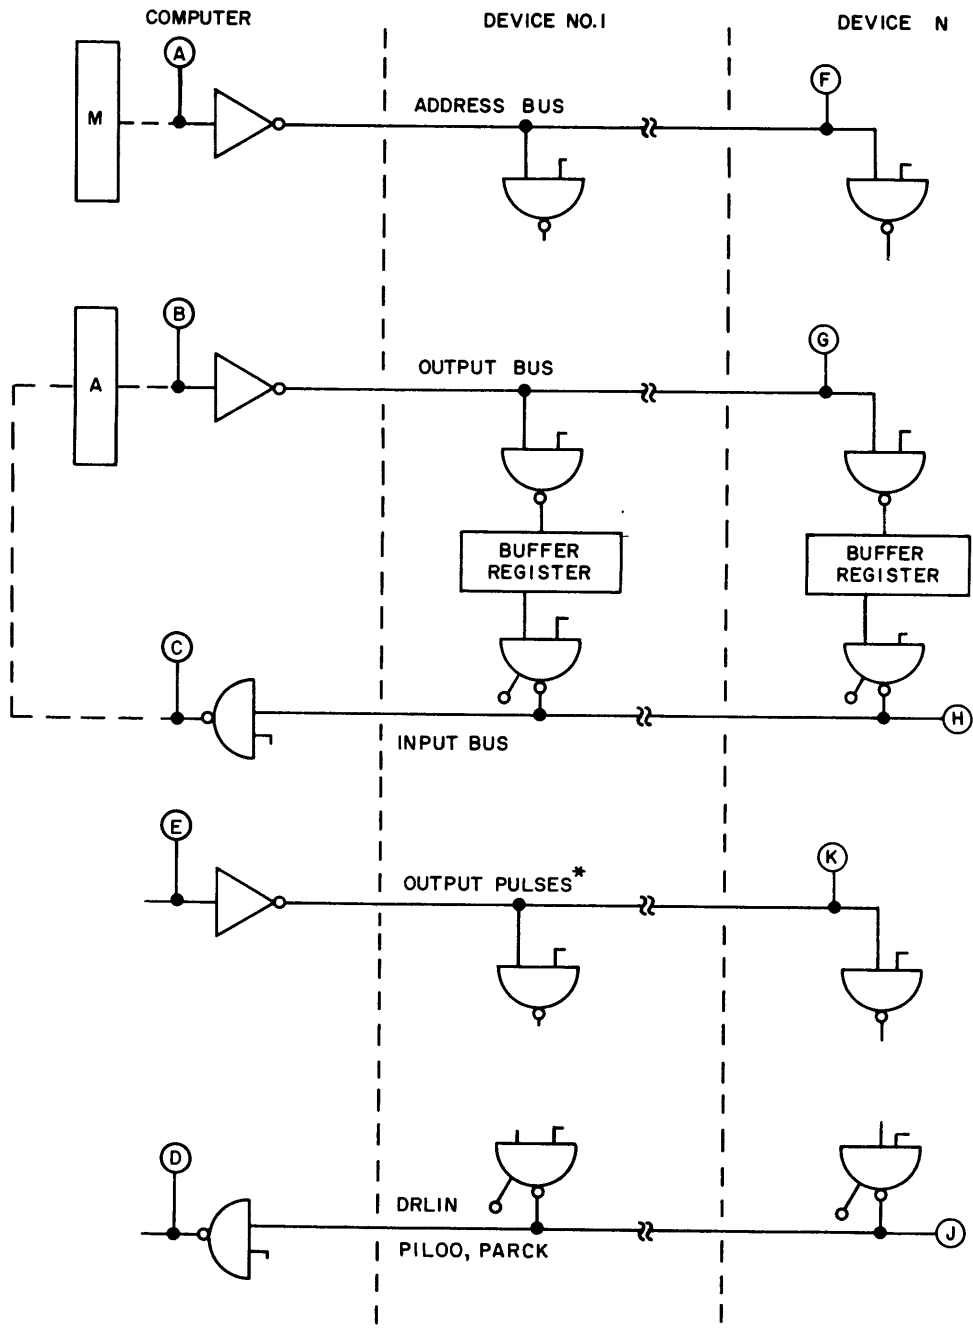 COMPUTER
DEVICE NO. 1
DEVICE N
A
F
M
ADDRESS BUS
B
G
A
OUTPUT BUS
BUFFER
REGISTER
BUFFER
REGISTER
C
H
INPUT BUS
E
K
OUTPUT PULSES*
D
DRLIN
J
PILOO, PARCK